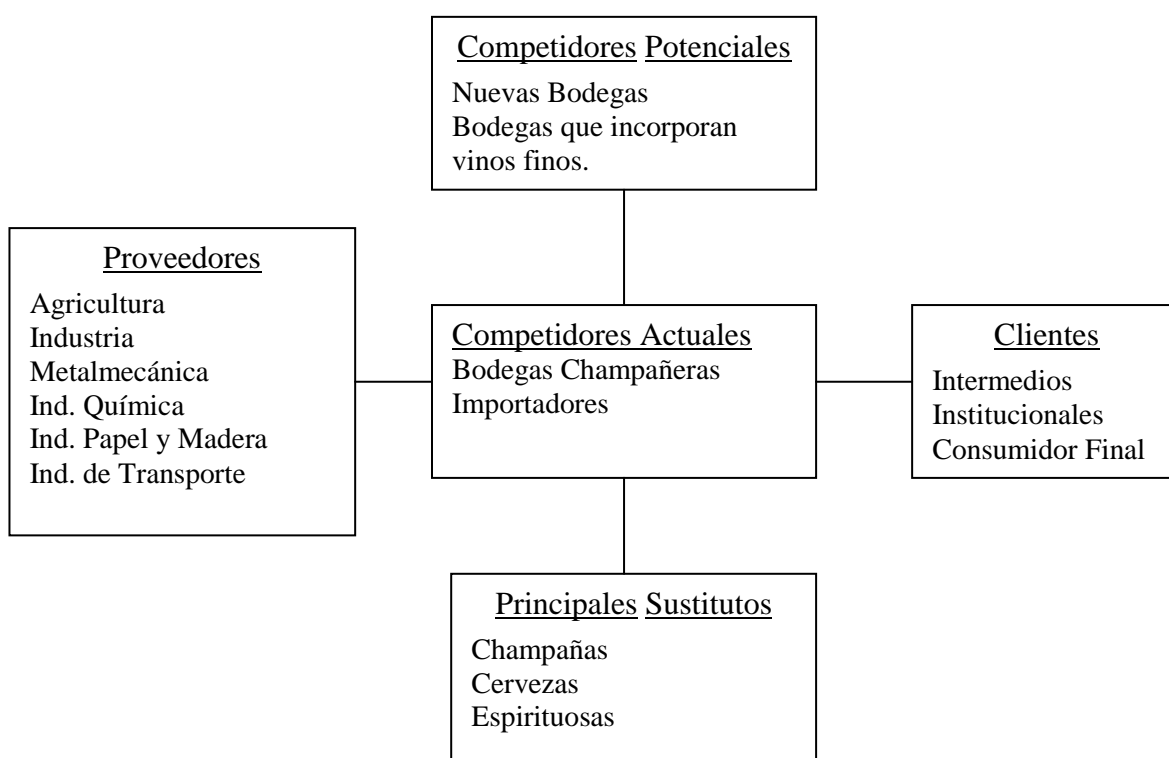 Competidores Potenciales
Nuevas Bodegas
Bodegas que incorporan
vinos finos.
Proveedores
Agricultura
Industria
Metalmecánica
Ind. Química
Ind. Papel y Madera
Ind. de Transporte
Competidores Actuales
Bodegas Champañeras
Importadores
Clientes
Intermedios
Institucionales
Consumidor Final
Principales Sustitutos
Champañas
Cervezas
Espirituosas